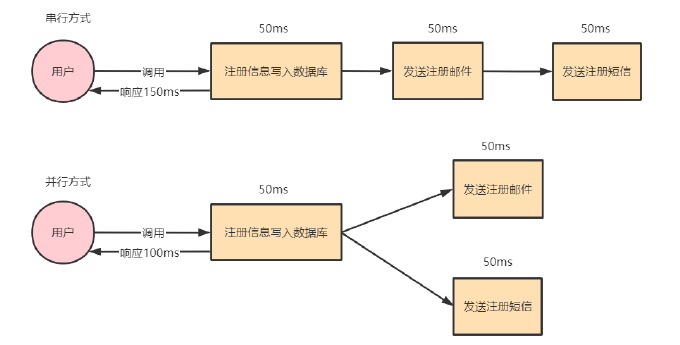 串行方式
50ms
50ms
50ms
用户
调用
响应150ms
注册信息写入数据库
发送注册邮件
发送注册短信
并行方式
50ms
50ms
用户
调用
响应100ms
注册信息写入数据库
发送注册邮件
50ms
发送注册短信